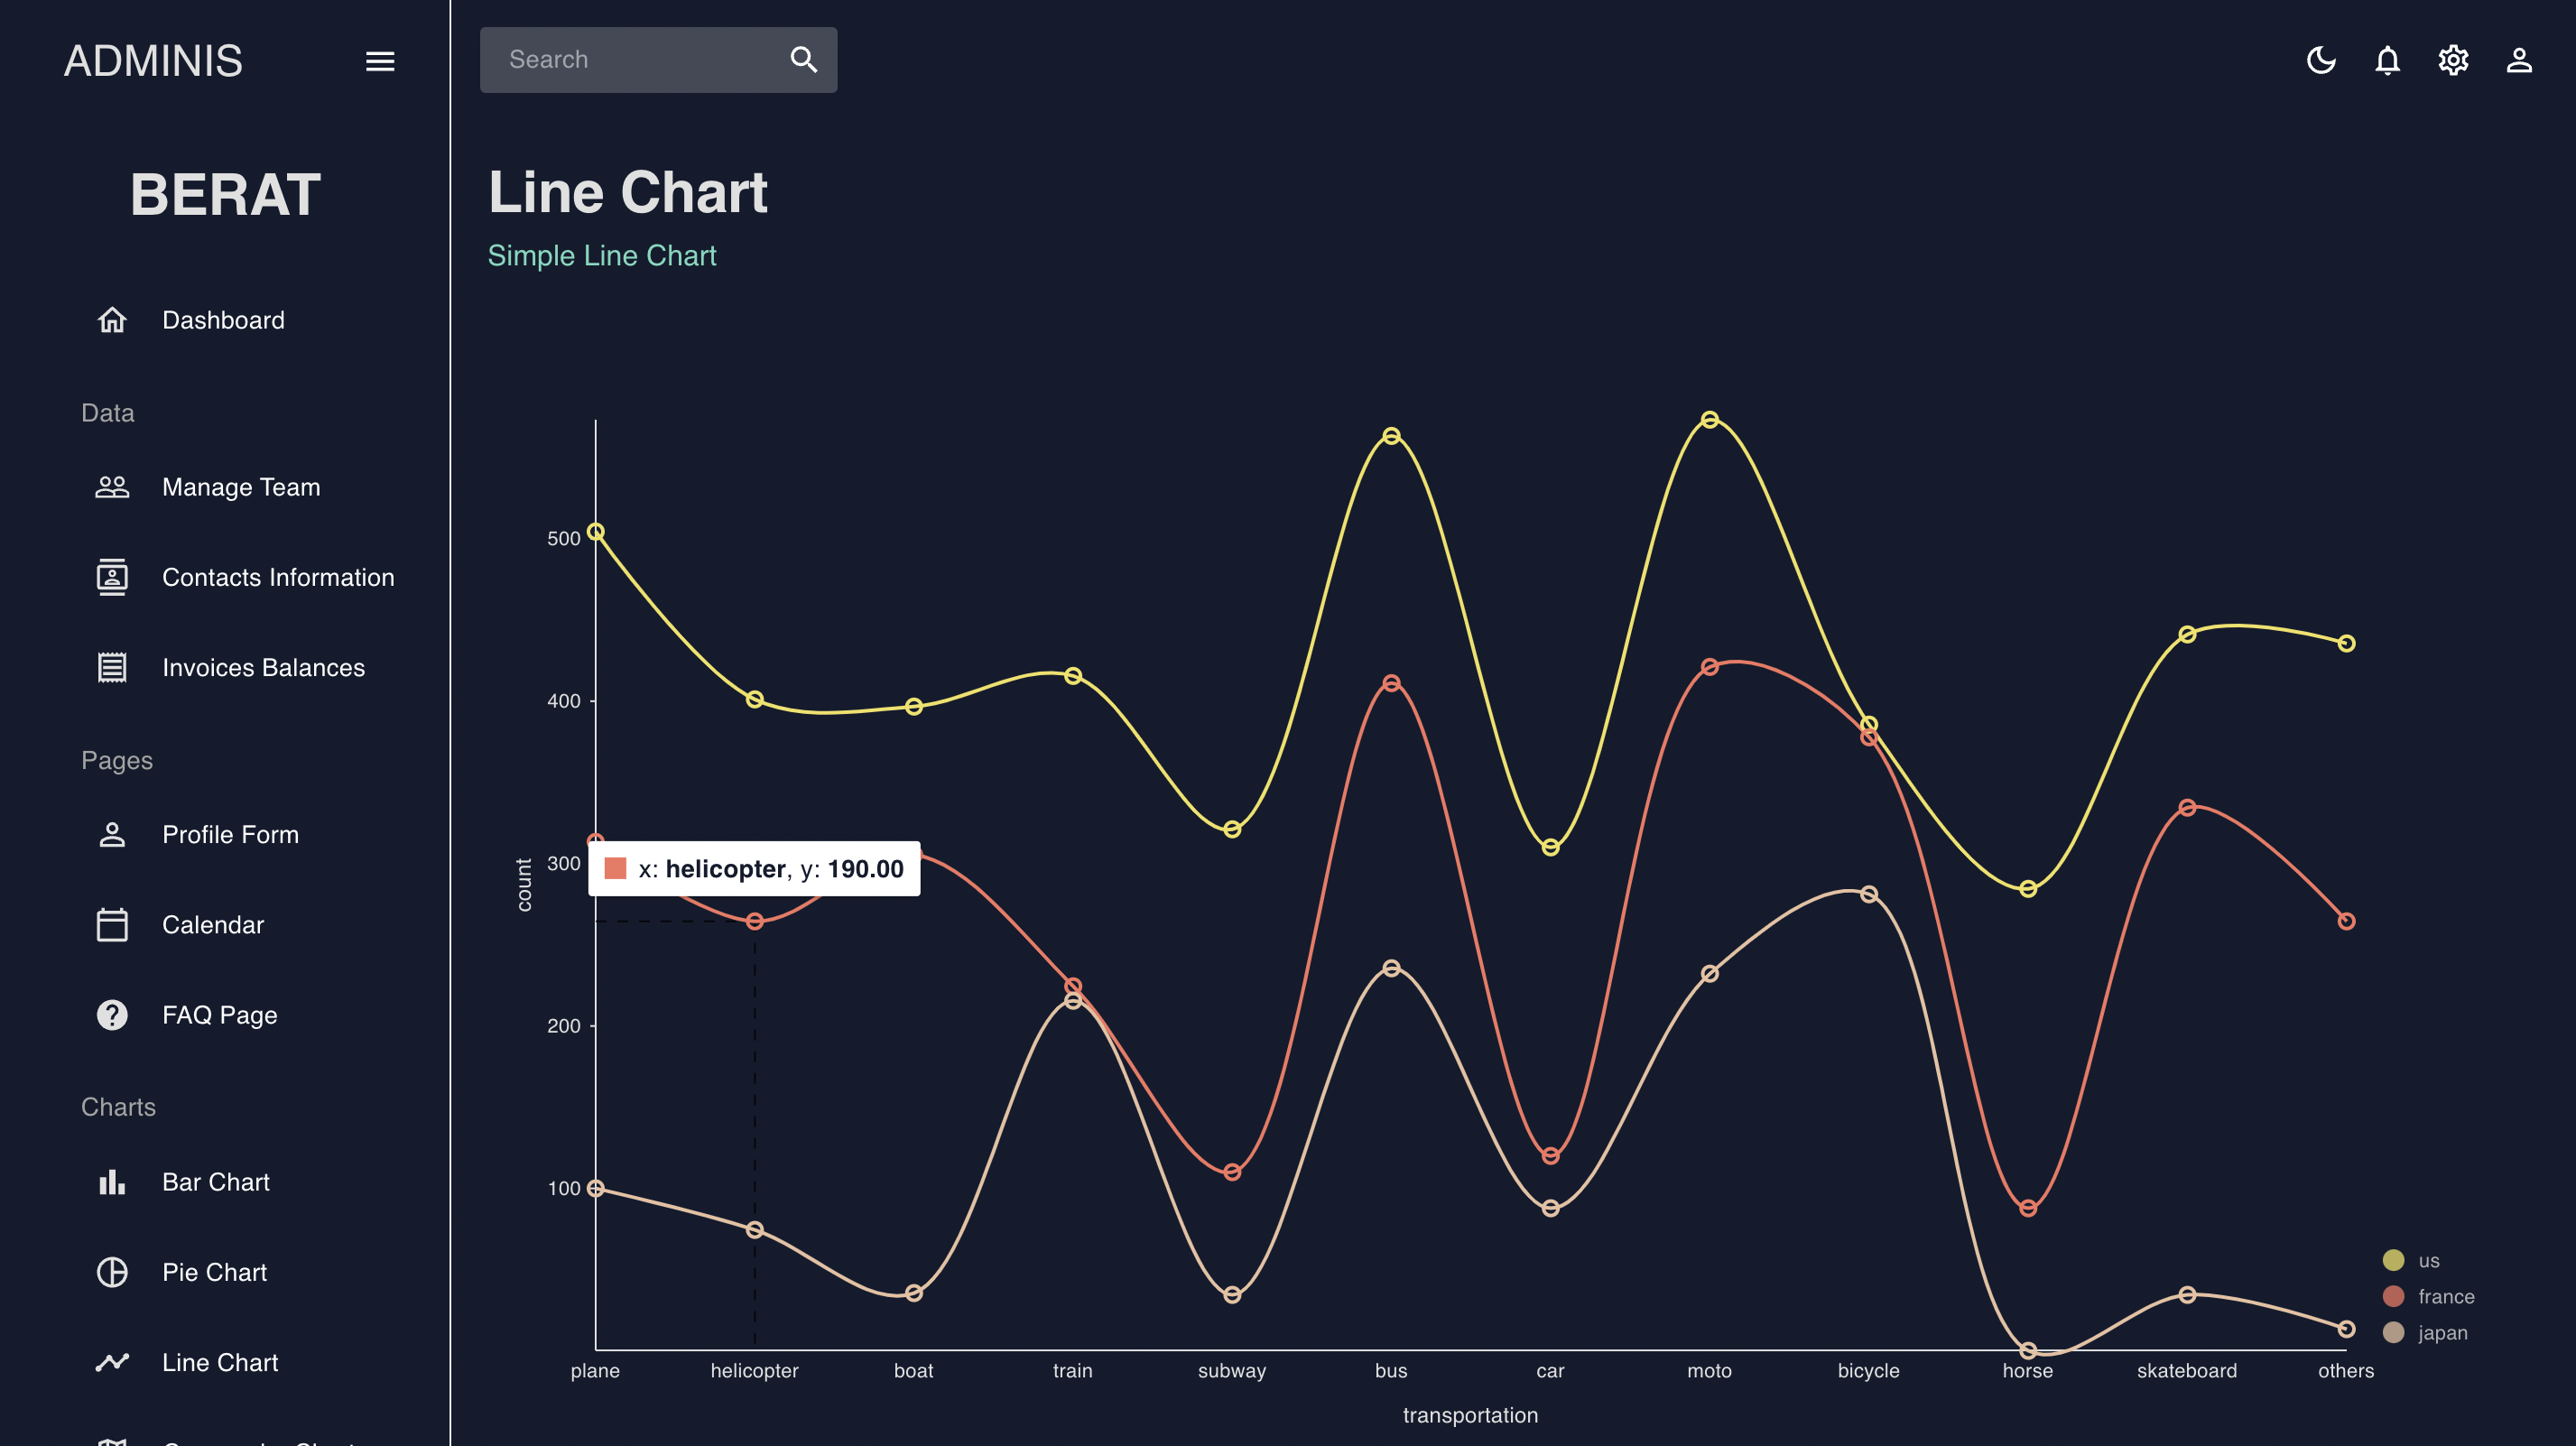 ADMINIS
Search
BERAT
Line Chart
Simple Line Chart
Dashboard
Data
Manage Team
Contacts Information
Invoices Balances
Pages
Profile Form
Calendar
FAQ Page
Charts
Bar Chart
Pie Chart
Line Chart
500
400
300
200
100
count
x: helicopter, y: 190.00
plane helicopter boat train subway bus car moto bicycle horse skateboard others
transportation
us
france
japan